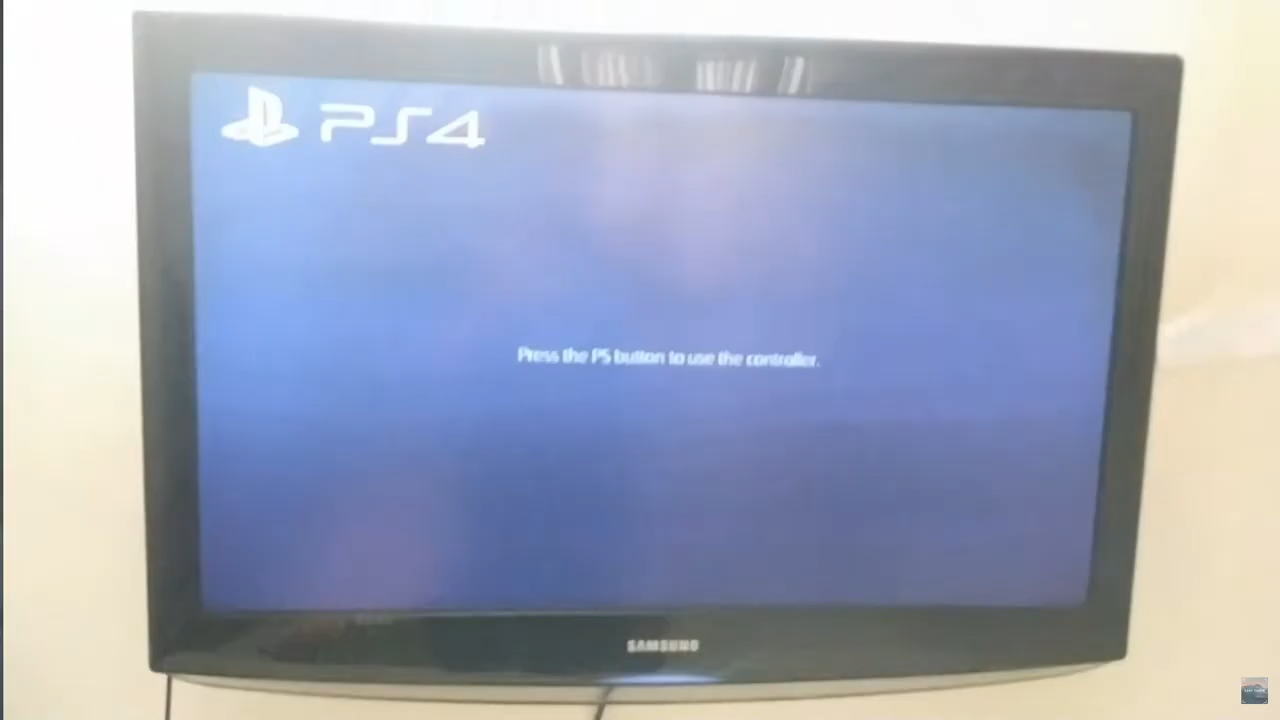 PS4
Press the PS button to use the controller.
SAMSUNG